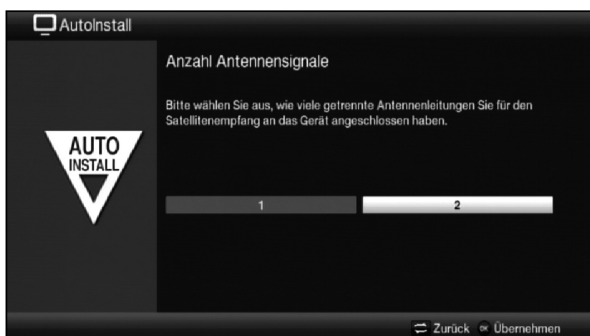 AutoInstall
Anzahl Antennensignale
Bitte wählen Sie aus, wie viele getrennte Antennenleitungen Sie für den
Satellitenempfang an das Gerät angeschlossen haben.
AUTO
INSTALL
1 2
Zurück OK Übernehmen